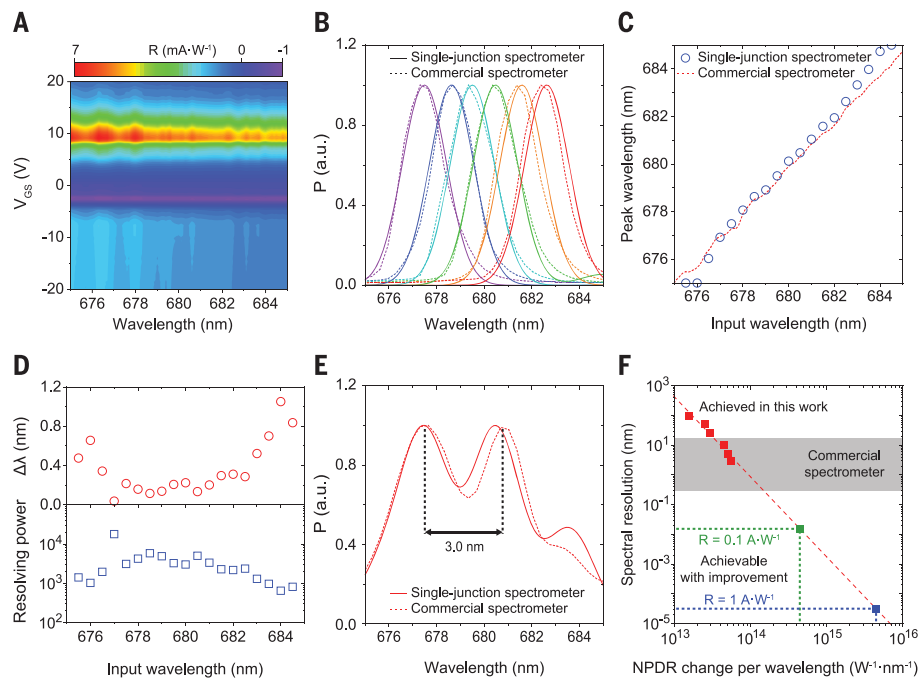 A
7 R (mA·W⁻¹) 0 -1
20
10
0
-10
-20
V_GS (V)
676 678 680 682 684
Wavelength (nm)
B
1.2
0.8
0.4
0.0
P (a.u.)
Single-junction spectrometer
Commercial spectrometer
676 678 680 682 684
Wavelength (nm)
C
684
682
680
678
676
Peak wavelength (nm)
Single-junction spectrometer
Commercial spectrometer
676 678 680 682 684
Input wavelength (nm)
D
1.2
0.8
0.4
0.0
Δλ (nm)
10⁴
10³
10²
Resolving power
676 678 680 682 684
Input wavelength (nm)
E
1.2
0.8
0.4
0.0
P (a.u.)
3.0 nm
Single-junction spectrometer
Commercial spectrometer
676 678 680 682 684
Wavelength (nm)
F
10³
10¹
10⁻¹
10⁻³
10⁻⁵
Spectral resolution (nm)
Achieved in this work
Commercial
spectrometer
R = 0.1 A·W⁻¹
Achievable
with improvement
R = 1 A·W⁻¹
10¹³ 10¹⁴ 10¹⁵ 10¹⁶
NPDR change per wavelength (W⁻¹·nm⁻¹)